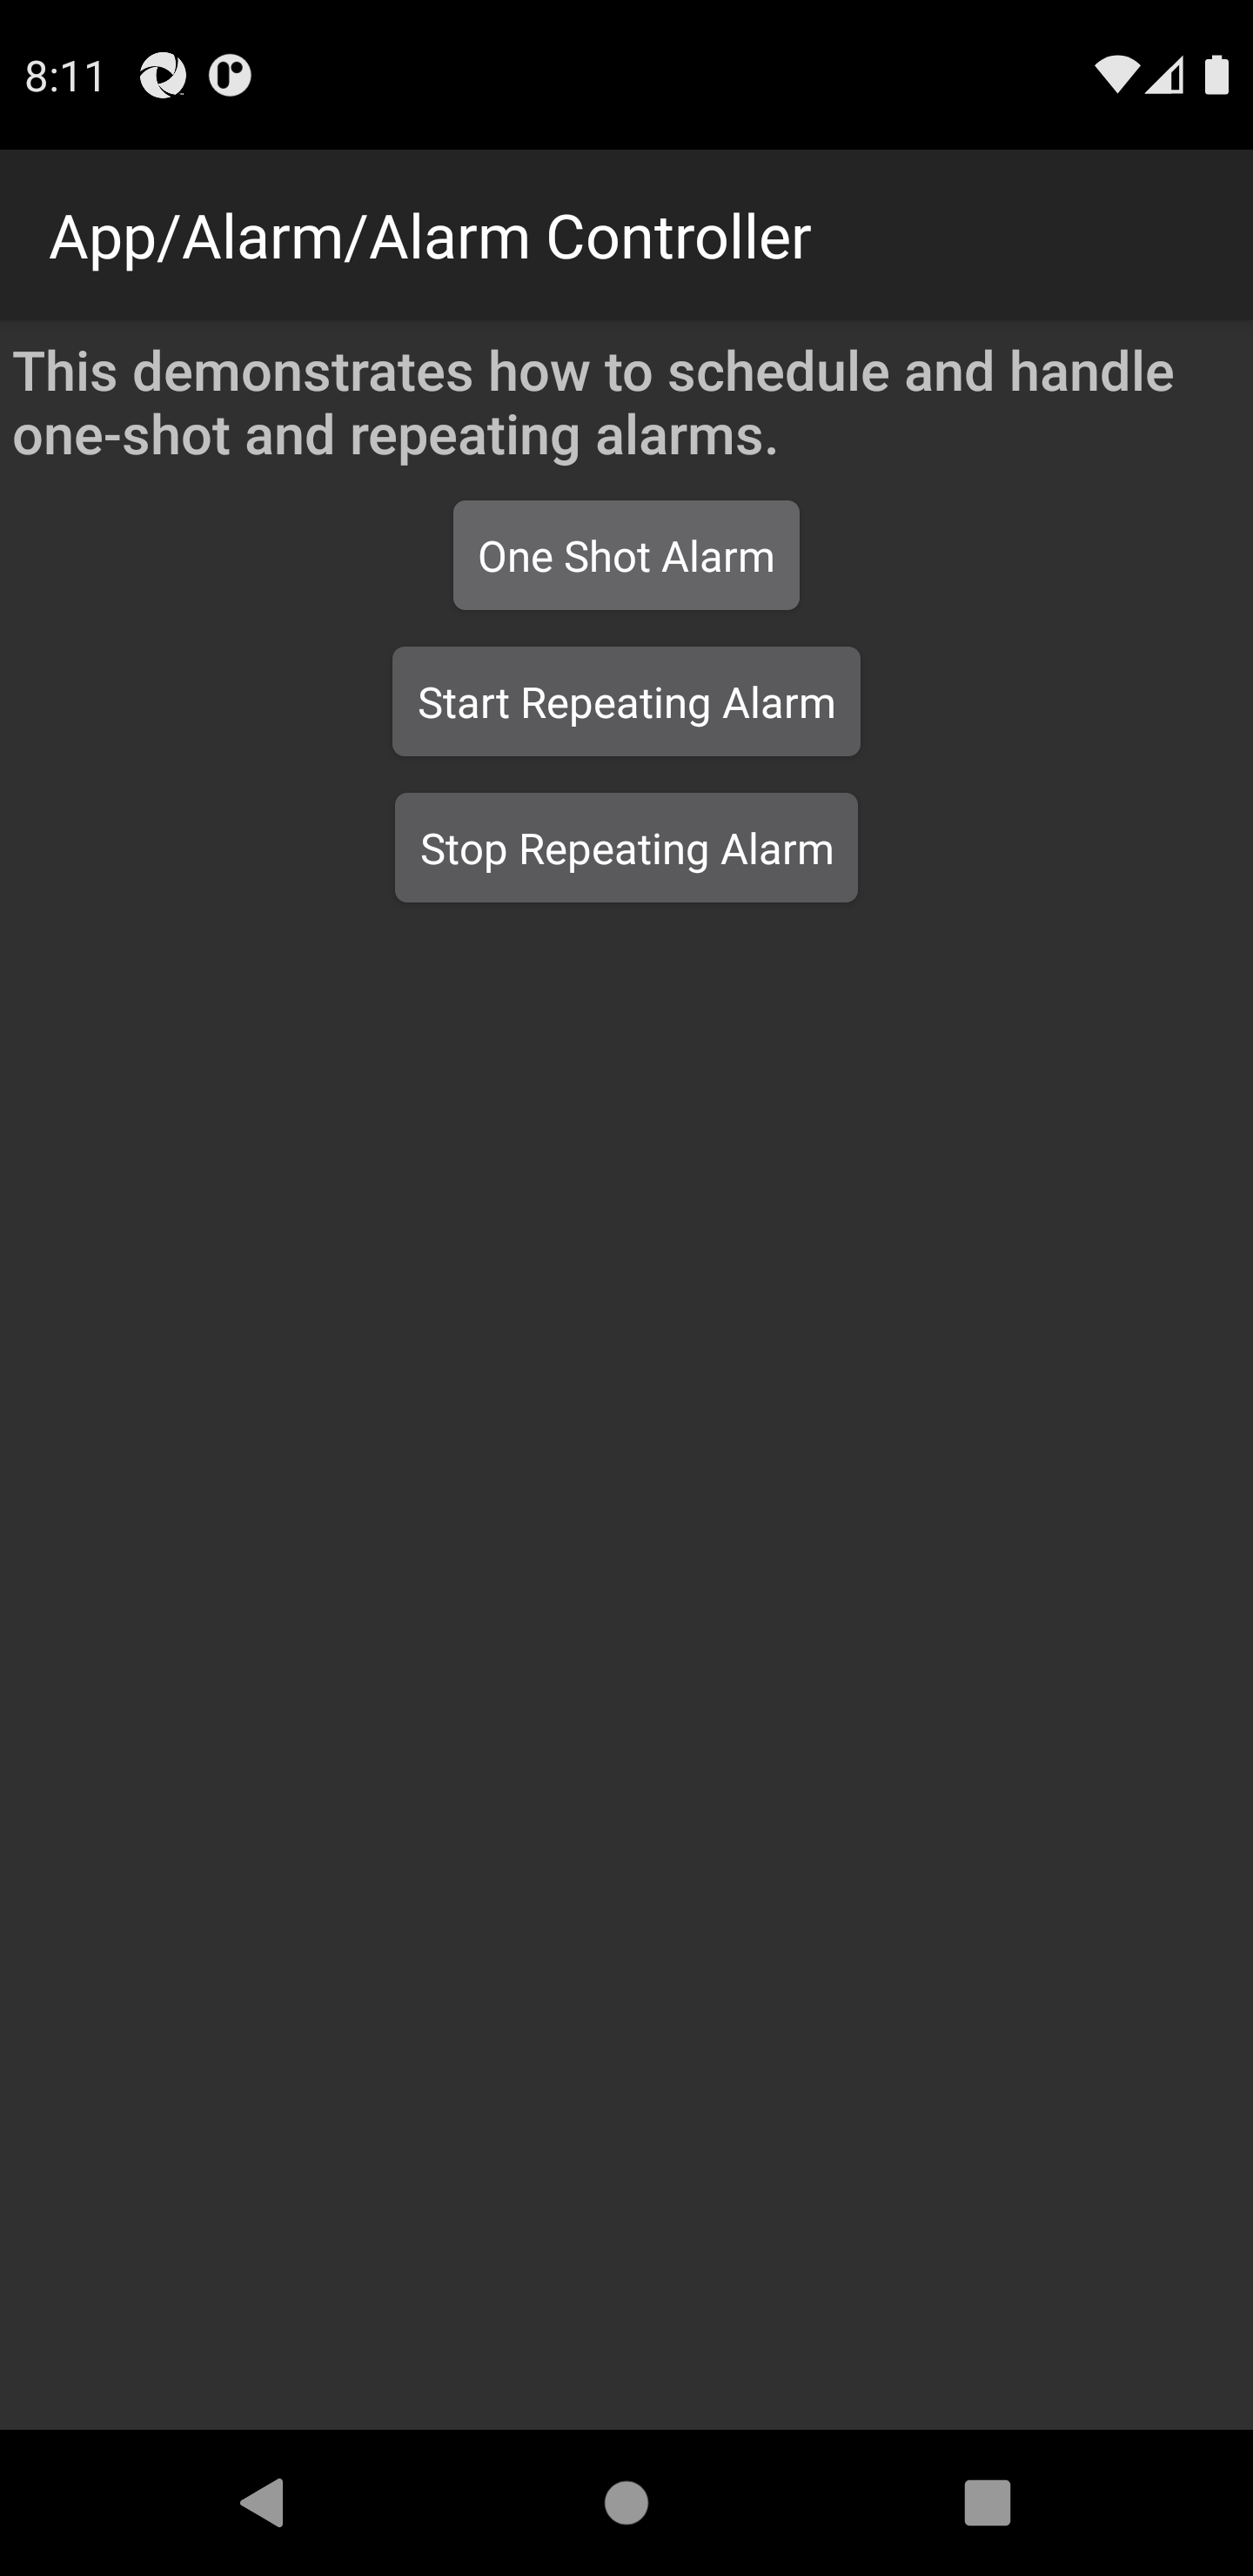 8:11
App/Alarm/Alarm Controller
This demonstrates how to schedule and handle
one-shot and repeating alarms.
One Shot Alarm
Start Repeating Alarm
Stop Repeating Alarm